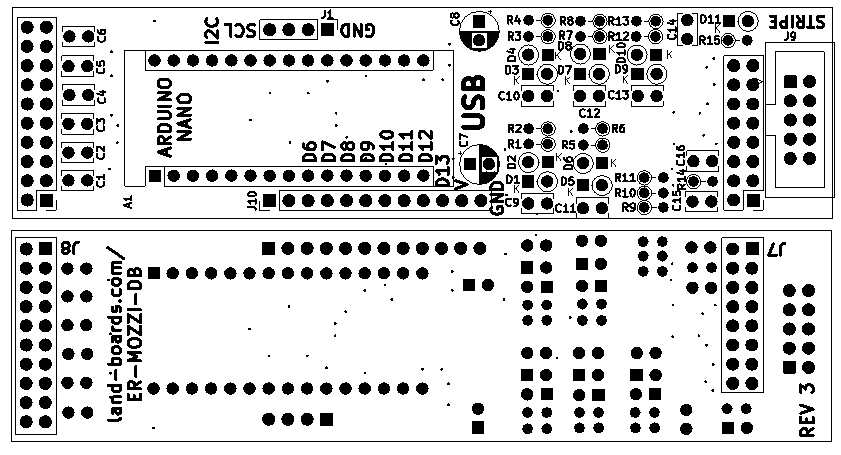 I2C
SCL
J1
GND
C8
R4
R8
R13
C14
D11
STRIPE
R3
R7
R12
R15
J9
C6
D4
K
D8
K
D10
K
C5
D3
K
D7
K
D9
K
C4
C10
C12
C13
ARDUINO
NANO
USB
C3
C7
R2
R6
R1
R5
C2
D6
D7
D8
D9
D10
D11
D12
D13
D2
K
D6
K
C16
C1
D1
K
D5
K
R11
R14
R10
A1
J10
V
GND
C9
C11
R9
C15
J8
land-boards.com/
ER-MOZZI-DB
J7
REV 3